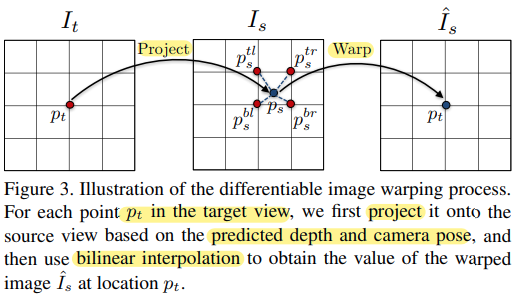 I_t I_s Î_s
Project Warp
p_s^{tl} p_s^{tr}
p_t p_s p_t
p_s^{bl} p_s^{br}
Figure 3. Illustration of the differentiable image warping process.
For each point p_t in the target view, we first project it onto the
source view based on the predicted depth and camera pose, and
then use bilinear interpolation to obtain the value of the warped
image Î_s at location p_t.